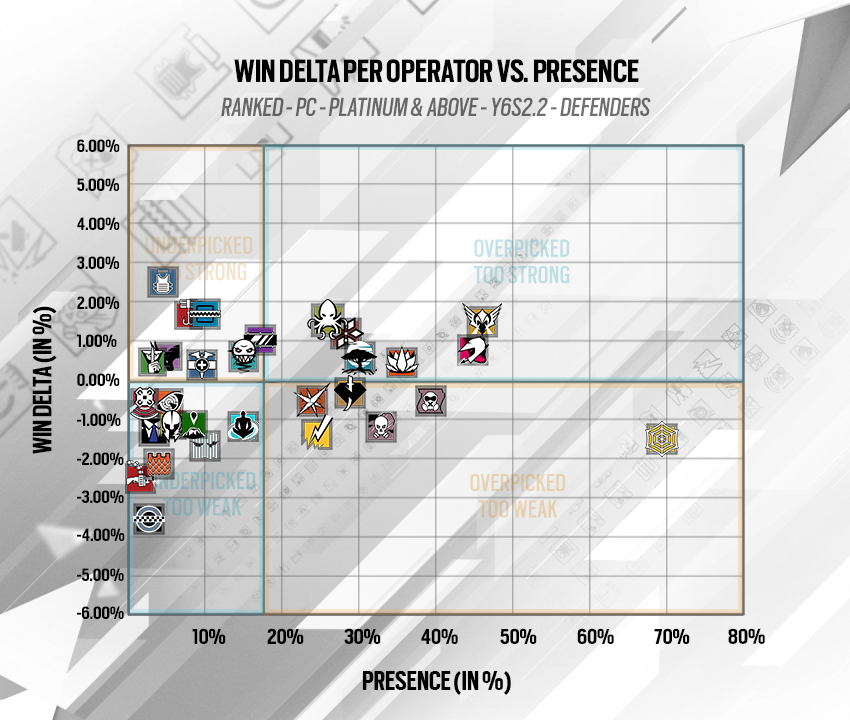 WIN DELTA PER OPERATOR VS. PRESENCE
RANKED - PC - PLATINUM & ABOVE - Y6S2.2 - DEFENDERS
6.00%
5.00%
4.00%
3.00%
2.00%
1.00%
0.00%
-1.00%
-2.00%
-3.00%
-4.00%
-5.00%
-6.00%
WIN DELTA (IN %)
UNDERPICKED
STRONG
OVERPICKED
TOO STRONG
UNDERPICKED
TOO WEAK
OVERPICKED
TOO WEAK
10%
20%
30%
40%
50%
60%
70%
80%
PRESENCE (IN %)